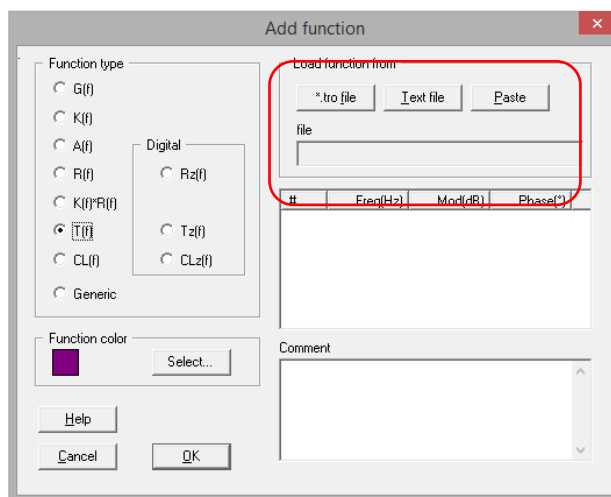 Add function
Function type
G(f)
K(f)
A(f)
R(f)
K(f)*R(f)
T(f)
CL(f)
Generic
Digital
Rz(f)
Tz(f)
CLz(f)
Function color
Select...
Help
Cancel
OK
Load function from
*.tro file
Text file
Paste
file
# Freq(Hz) Mod(dB) Phase(°)
Comment